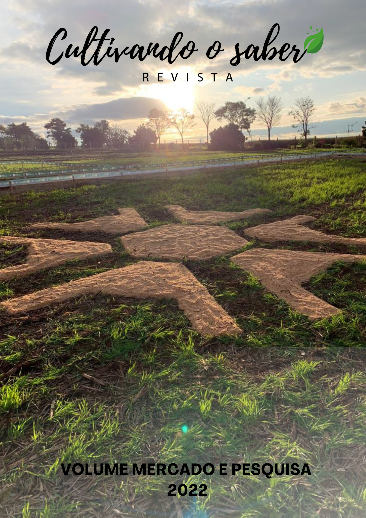 Cultivando o saber
REVISTA
VOLUME MERCADO E PESQUISA
2022